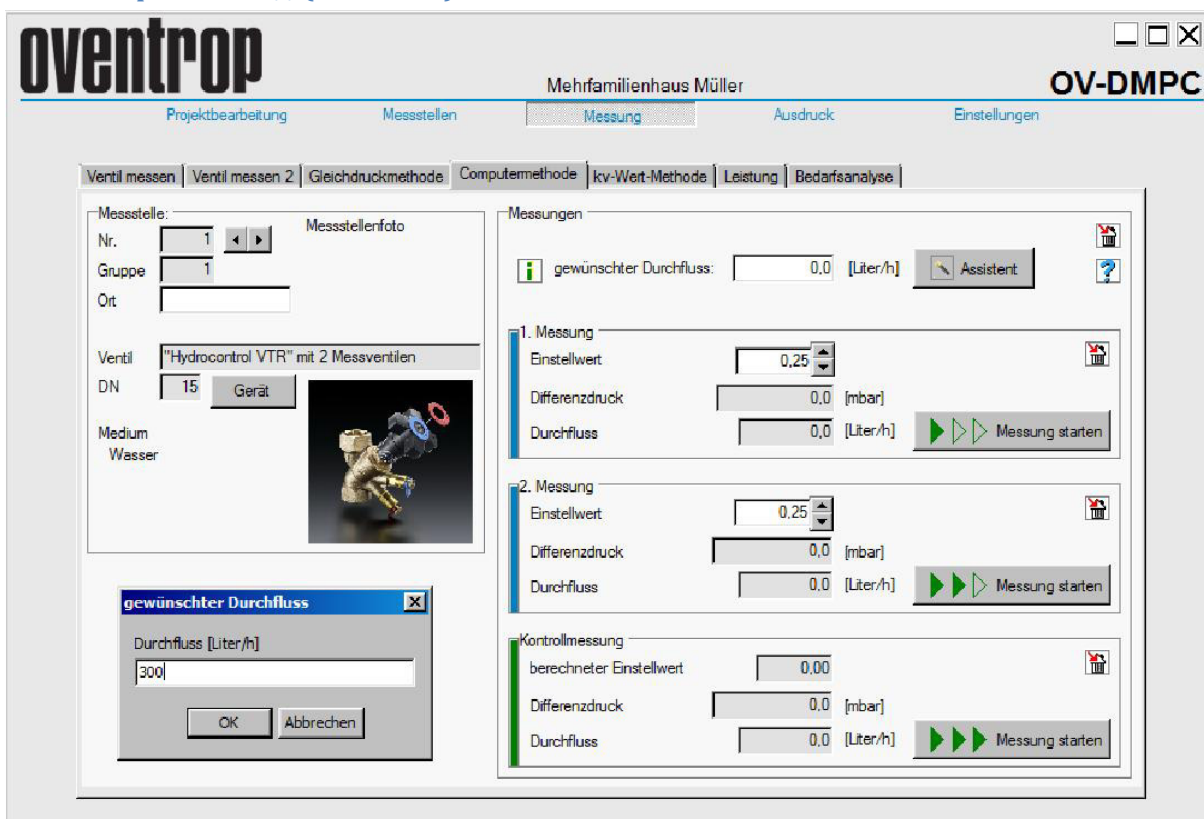 oventrop
Mehrfamilienhaus Müller
OV-DMPC
Projektbearbeitung Messstellen Messung Ausdruck Einstellungen
Ventil messen Ventil messen 2 Gleichdruckmethode Computermethode kv-Wert-Methode Leistung Bedarfsanalyse
Messstelle:
Messstellenfoto
Nr. 1
Gruppe 1
Ort
Ventil "Hydrocontrol VTR" mit 2 Messventilen
DN 15 Gerät
Medium
Wasser
Messungen
gewünschter Durchfluss: 0,0 [Liter/h] Assistent
1. Messung
Einstellwert 0,25
Differenzdruck 0,0 [mbar]
Durchfluss 0,0 [Liter/h] Messung starten
2. Messung
Einstellwert 0,25
Differenzdruck 0,0 [mbar]
Durchfluss 0,0 [Liter/h] Messung starten
Kontrollmessung
berechneter Einstellwert 0,00
Differenzdruck 0,0 [mbar]
Durchfluss 0,0 [Liter/h] Messung starten
gewünschter Durchfluss
Durchfluss [Liter/h]
300
OK Abbrechen